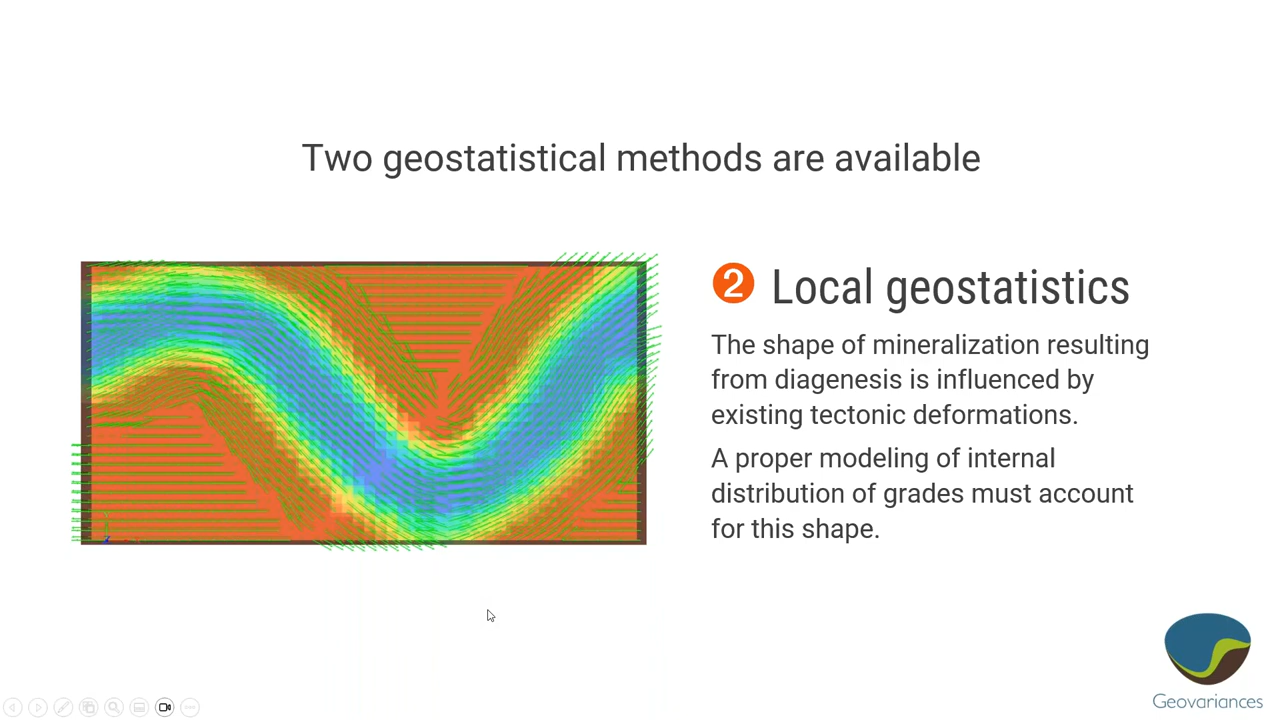 Two geostatistical methods are available
2 Local geostatistics
The shape of mineralization resulting
from diagenesis is influenced by
existing tectonic deformations.
A proper modeling of internal
distribution of grades must account
for this shape.
Geovariances